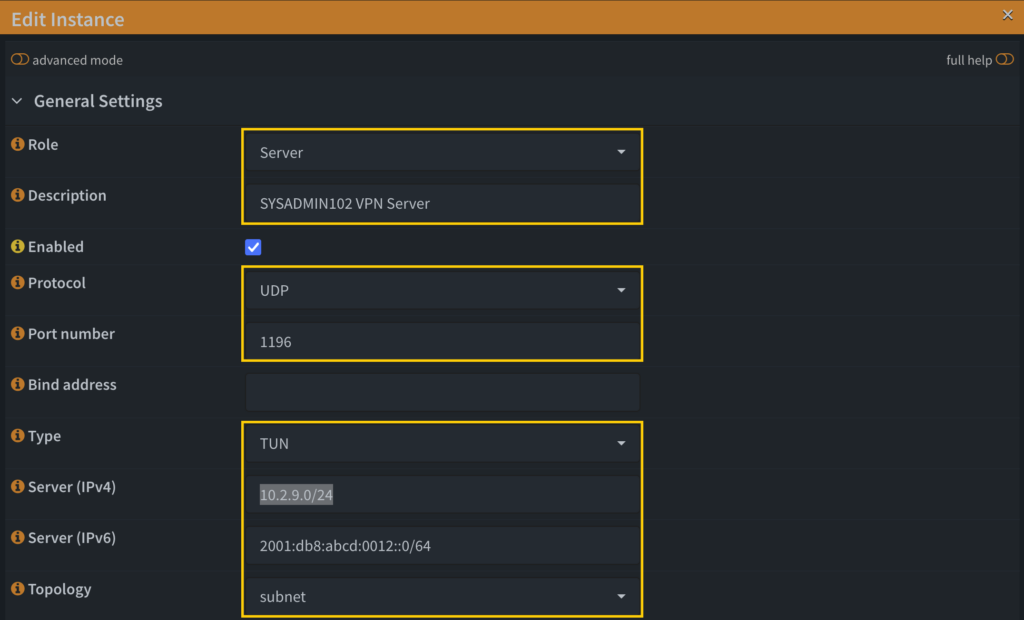 Edit Instance
advanced mode full help
General Settings
Role Server
Description SYSADMIN102 VPN Server
Enabled
Protocol UDP
Port number 1196
Bind address
Type TUN
Server (IPv4) 10.2.9.0/24
Server (IPv6) 2001:db8:abcd:0012::0/64
Topology subnet